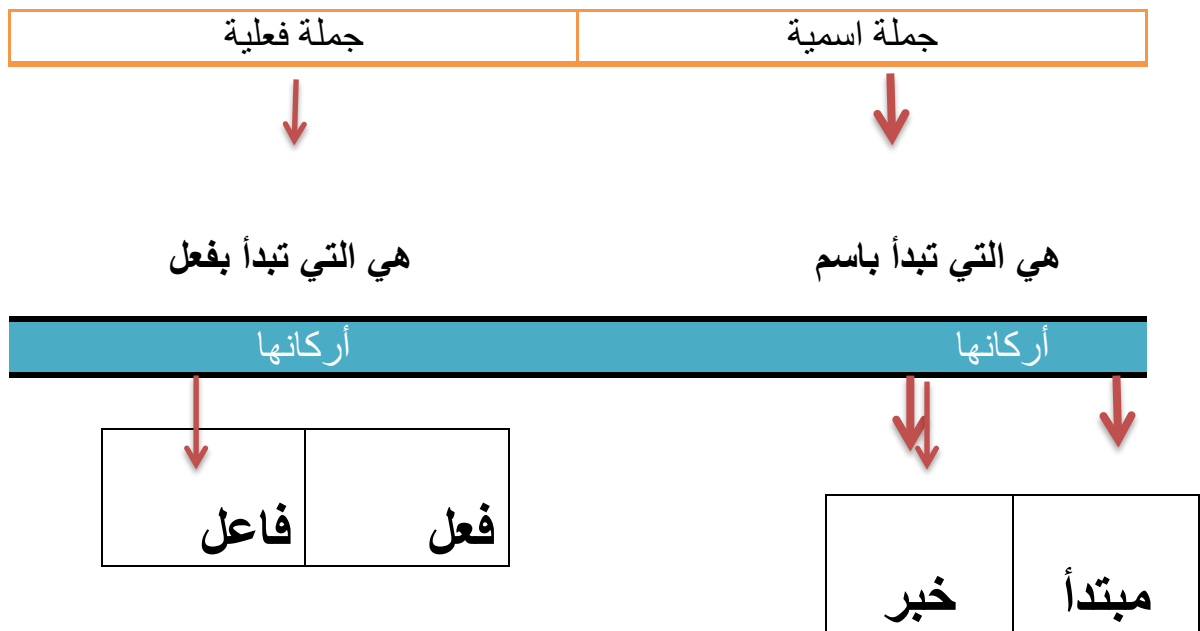 جملة اسمية
جملة فعلية
هي التي تبدأ باسم
هي التي تبدأ بفعل
أركانها
أركانها
فعل
فاعل
مبتدأ
خبر